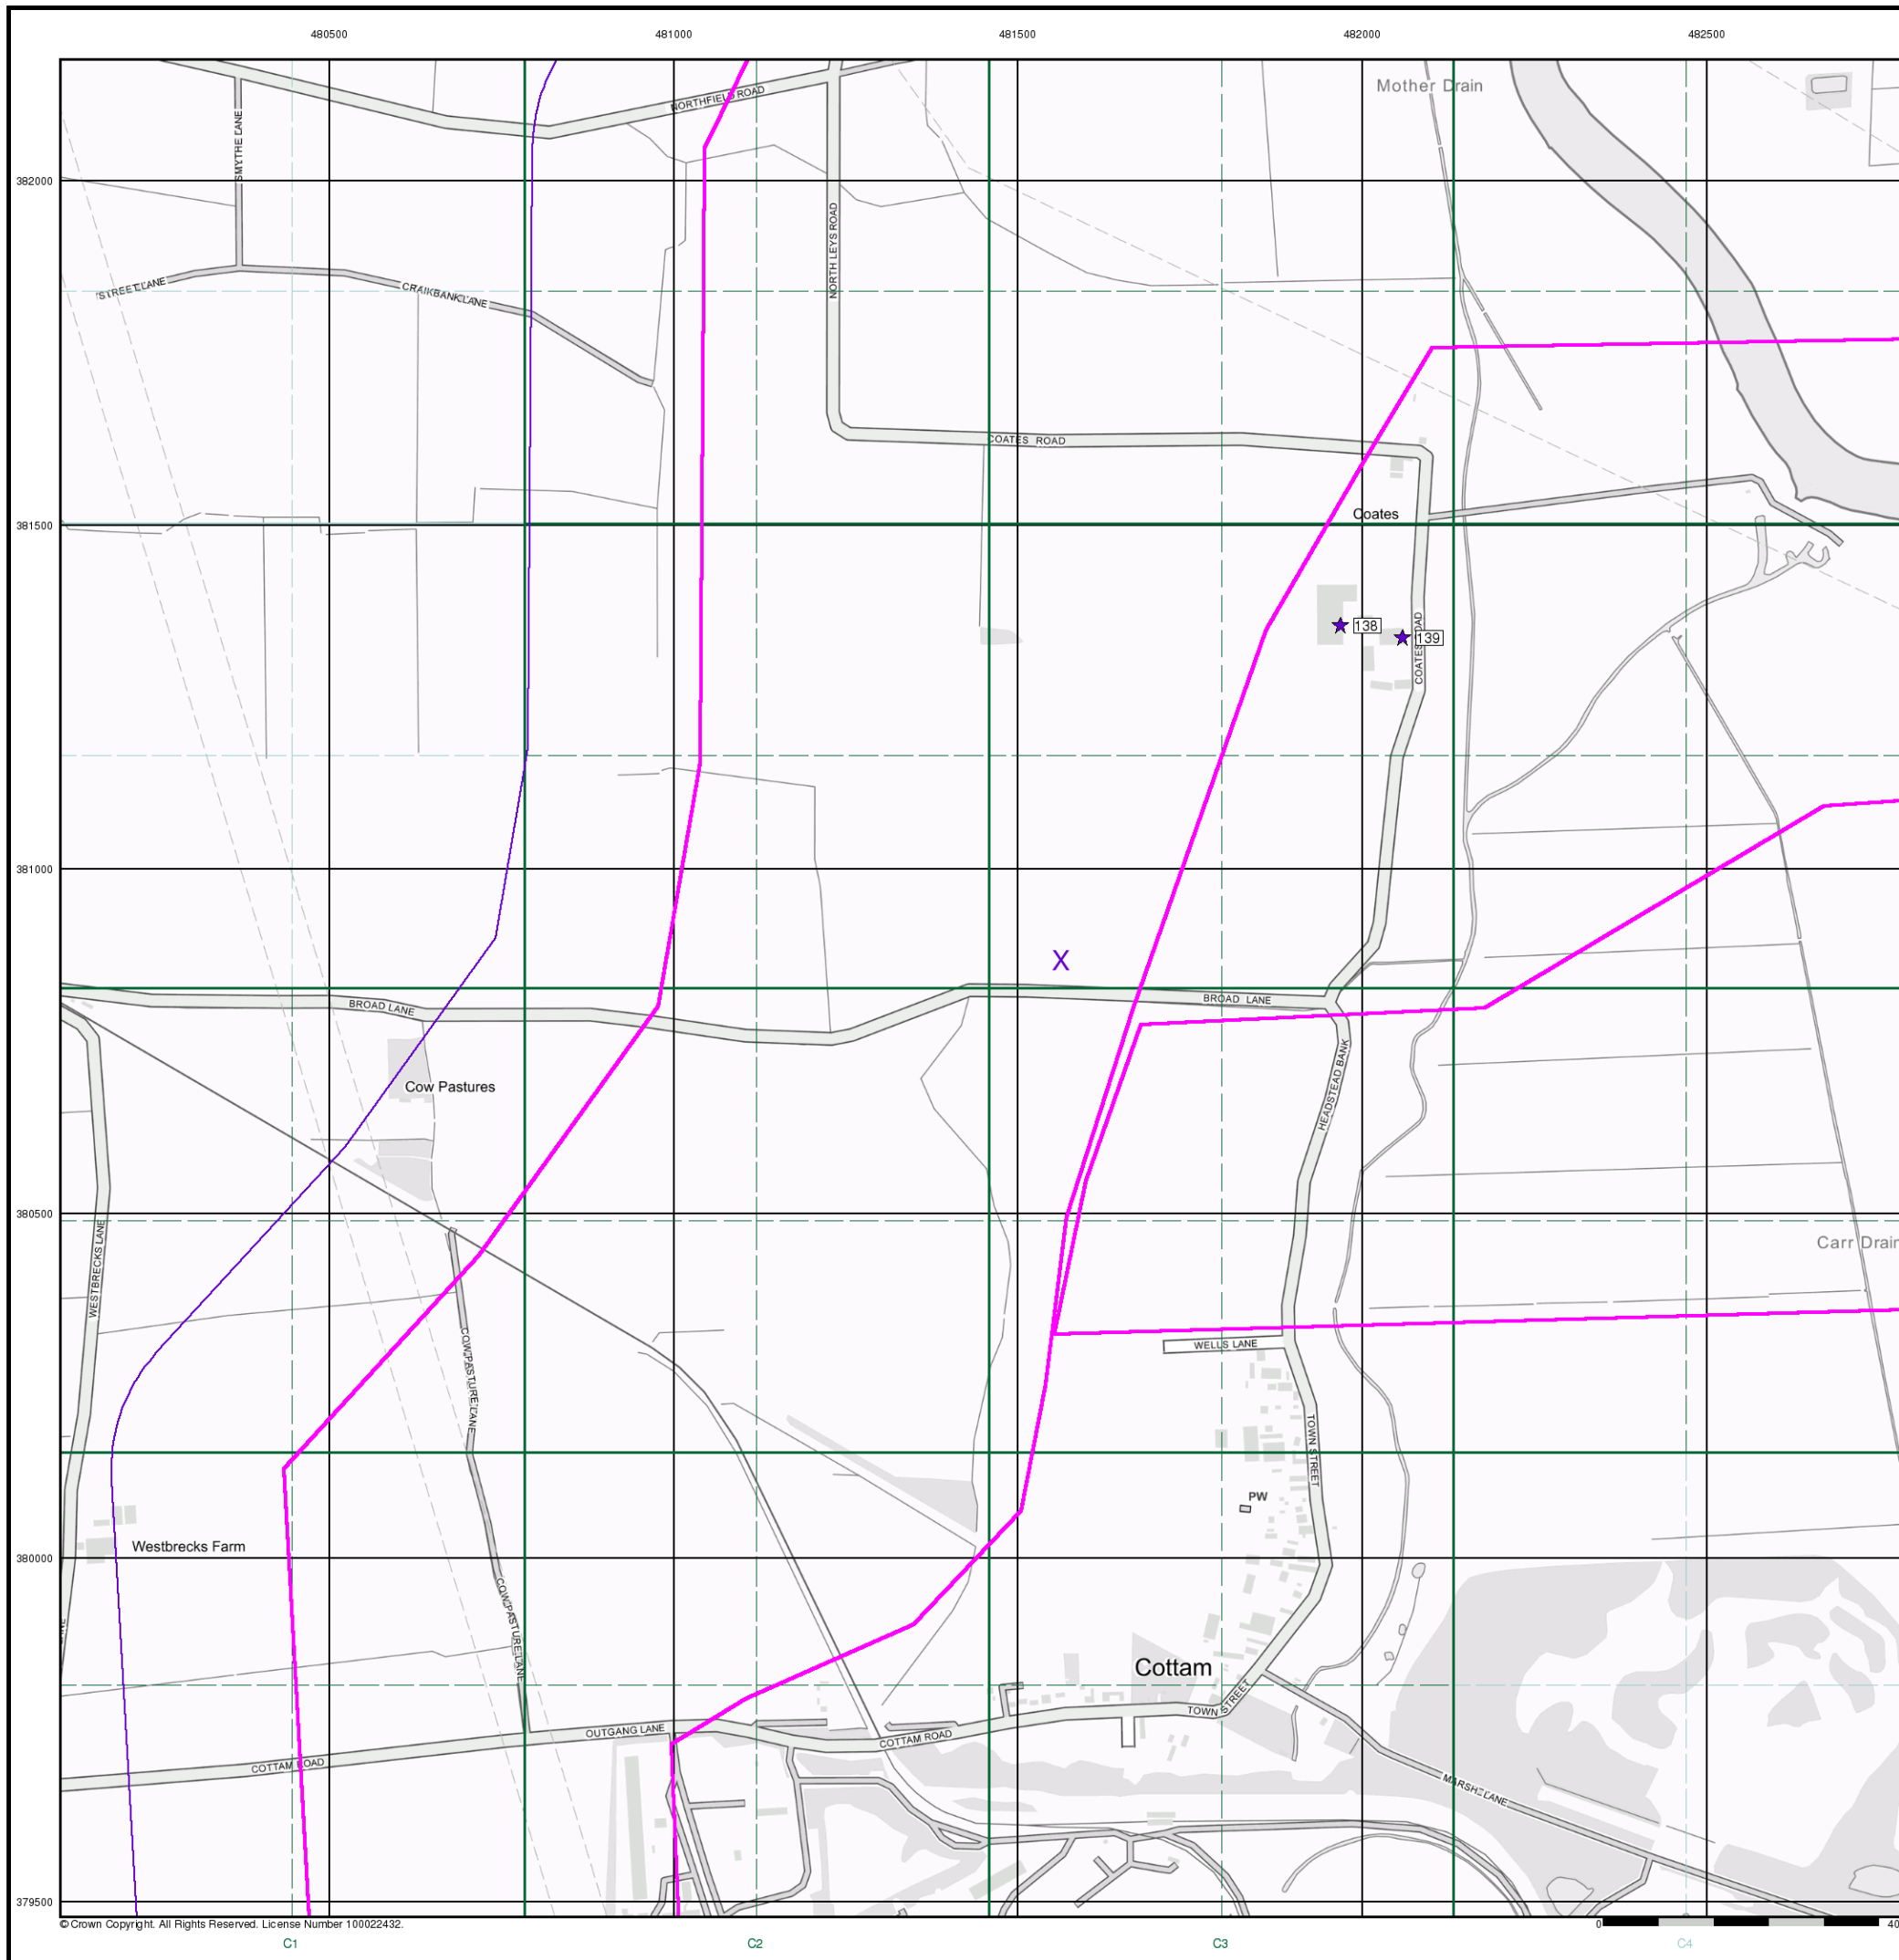 480500 481000 481500 482000 482500
Mother Drain
NORTHFIELD ROAD
SMYTHE LANE
382000
NORTH LEYS ROAD
STREET LANE
CRAIKBANK LANE
COATES ROAD
381500
Coates
138
139
COATES ROAD
381000
X
BROAD LANE
BROAD LANE
HEADSTEAD BANK
Cow Pastures
380500
WESTBRECKS LANE
Carr Drain
COW PASTURE LANE
WELLS LANE
TOWN STREET
PW
Westbrecks Farm
380000
COW PASTURE LANE
Cottam
TOWN STREET
OUTGANG LANE
COTTAM ROAD
COTTAM ROAD
MARSH LANE
379500
© Crown Copyright. All Rights Reserved. License Number 100022432.
0
C1 C2 C3 C4